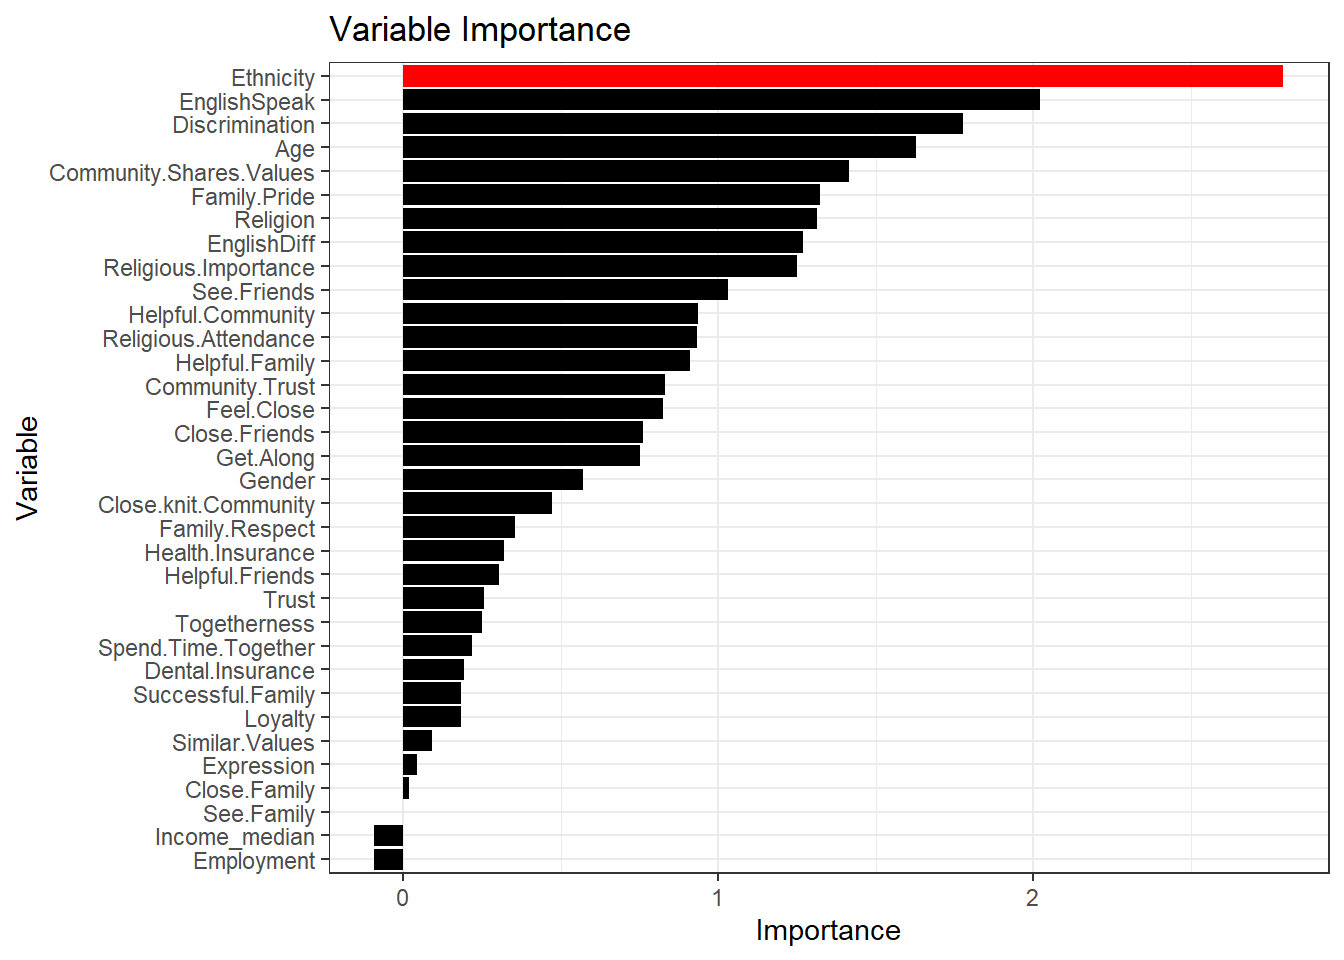 Variable Importance
Ethnicity
EnglishSpeak
Discrimination
Age
Community.Shares.Values
Family.Pride
Religion
EnglishDiff
Religious.Importance
See.Friends
Helpful.Community
Religious.Attendance
Helpful.Family
Community.Trust
Feel.Close
Close.Friends
Get.Along
Gender
Close.knit.Community
Family.Respect
Health.Insurance
Helpful.Friends
Trust
Togetherness
Spend.Time.Together
Dental.Insurance
Successful.Family
Loyalty
Similar.Values
Expression
Close.Family
See.Family
Income_median
Employment
Variable
0 1 2
Importance